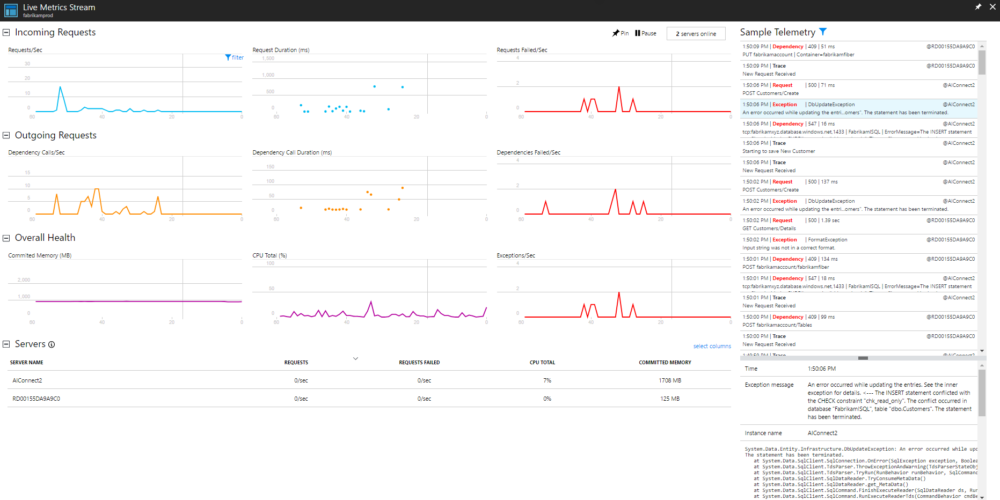 Live Metrics Stream
fabrikamprod
Incoming Requests
Pin
Pause
2 servers online
Requests/Sec
filter
30
20
10
0
60
40
20
0
Request Duration (ms)
1,500
1,000
500
0
60
40
20
0
Requests Failed/Sec
4
2
0
60
40
20
0
Outgoing Requests
Dependency Calls/Sec
15
10
5
0
60
40
20
0
Dependency Call Duration (ms)
150
100
50
0
60
40
20
0
Dependencies Failed/Sec
4
2
0
60
40
20
0
Overall Health
Commited Memory (MB)
2,000
1,000
0
60
40
20
0
CPU Total (%)
100
50
0
60
40
20
0
Exceptions/Sec
4
2
0
60
40
20
0
Servers
select columns
SERVER NAME REQUESTS REQUESTS FAILED CPU TOTAL COMMITTED MEMORY
AIConnect2 0/sec 0/sec 7% 1708 MB
RD00155DA9A9C0 0/sec 0/sec 0% 125 MB
Sample Telemetry
1:50:09 PM | Dependency | 409 | 51 ms @RD00155DA9A9C0
PUT fabrikamaccount | Container=fabrikamfiber
1:50:09 PM | Trace @RD00155DA9A9C0
New Request Received
1:50:06 PM | Request | 500 | 71 ms @AIConnect2
POST Customers/Create
1:50:06 PM | Exception | DbUpdateException @AIConnect2
An error occurred while updating the entri...omers". The statement has been terminated.
1:50:06 PM | Dependency | 547 | 16 ms @AIConnect2
tcp:fabrikamxyz.database.windows.net,1433 | FabrikamISQL | ErrorMessage=The INSERT statement
1:50:06 PM | Trace @AIConnect2
Starting to save New Customer
1:50:06 PM | Trace @AIConnect2
New Request Received
1:50:02 PM | Request | 500 | 137 ms @AIConnect2
POST Customers/Create
1:50:02 PM | Exception | DbUpdateException @AIConnect2
An error occurred while updating the entri...omers". The statement has been terminated.
1:50:02 PM | Request | 500 | 1.39 sec @RD00155DA9A9C0
GET Customers/Details
1:50:02 PM | Exception | FormatException @RD00155DA9A9C0
Input string was not in a correct format.
1:50:01 PM | Dependency | 409 | 134 ms @RD00155DA9A9C0
POST fabrikamaccount/fabrikamfiber
1:50:01 PM | Dependency | 547 | 18 ms @AIConnect2
tcp:fabrikamxyz.database.windows.net,1433 | FabrikamISQL | ErrorMessage=The INSERT statement
1:50:01 PM | Trace @AIConnect2
New Request Received
1:50:00 PM | Dependency | 409 | 99 ms @RD00155DA9A9C0
POST fabrikamaccount/Tables
1:50:00 PM | Trace @RD00155DA9A9C0
New Request Received
1:49:59 PM | Trace @AIConnect2
Time 1:50:06 PM
Exception message An error occurred while updating the entries. See the inner
exception for details. <--- The INSERT statement conflicted with
the CHECK constraint "chk_read_only". The conflict occurred in
database "FabrikamISQL", table "dbo.Customers". The statement
has been terminated.
Instance name AIConnect2
System.Data.Entity.Infrastructure.DbUpdateException: An error occurred while upd
The statement has been terminated.
at System.Data.SqlClient.SqlConnection.OnError(SqlException exception, Boolea
at System.Data.SqlClient.TdsParser.ThrowExceptionAndWarning(TdsParserStateObj
at System.Data.SqlClient.TdsParser.TryRun(RunBehavior runBehavior, SqlCommand
at System.Data.SqlClient.SqlDataReader.TryConsumeMetaData()
at System.Data.SqlClient.SqlDataReader.get_MetaData()
at System.Data.SqlClient.SqlCommand.FinishExecuteReader(SqlDataReader ds, Run
at System.Data.SqlClient.SqlCommand.RunExecuteReaderTds(CommandBehavior cmdBe